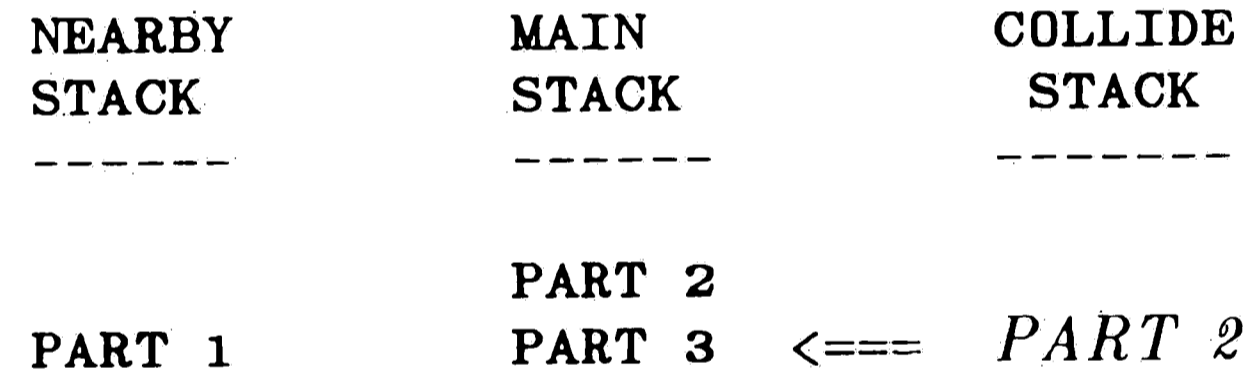 NEARBY MAIN COLLIDE
STACK STACK STACK
------ ------ -------
PART 2
PART 1 PART 3 <=== PART 2